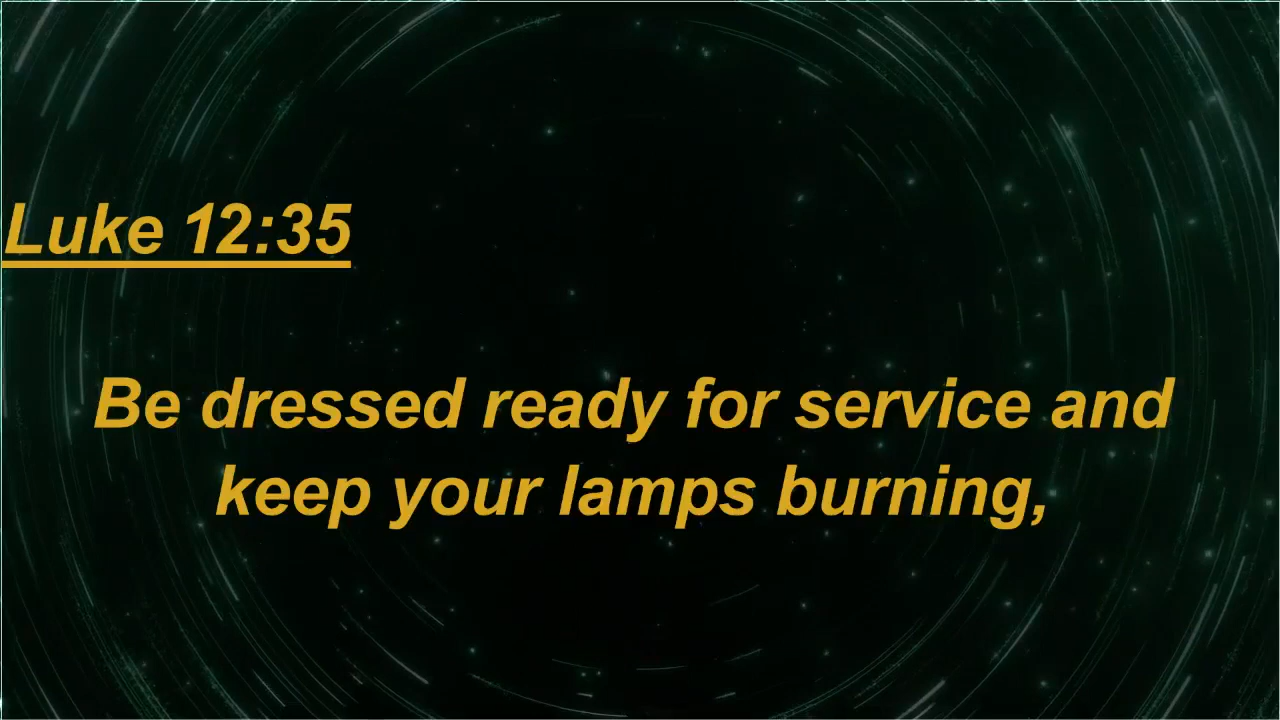 Luke 12:35
Be dressed ready for service and
keep your lamps burning,